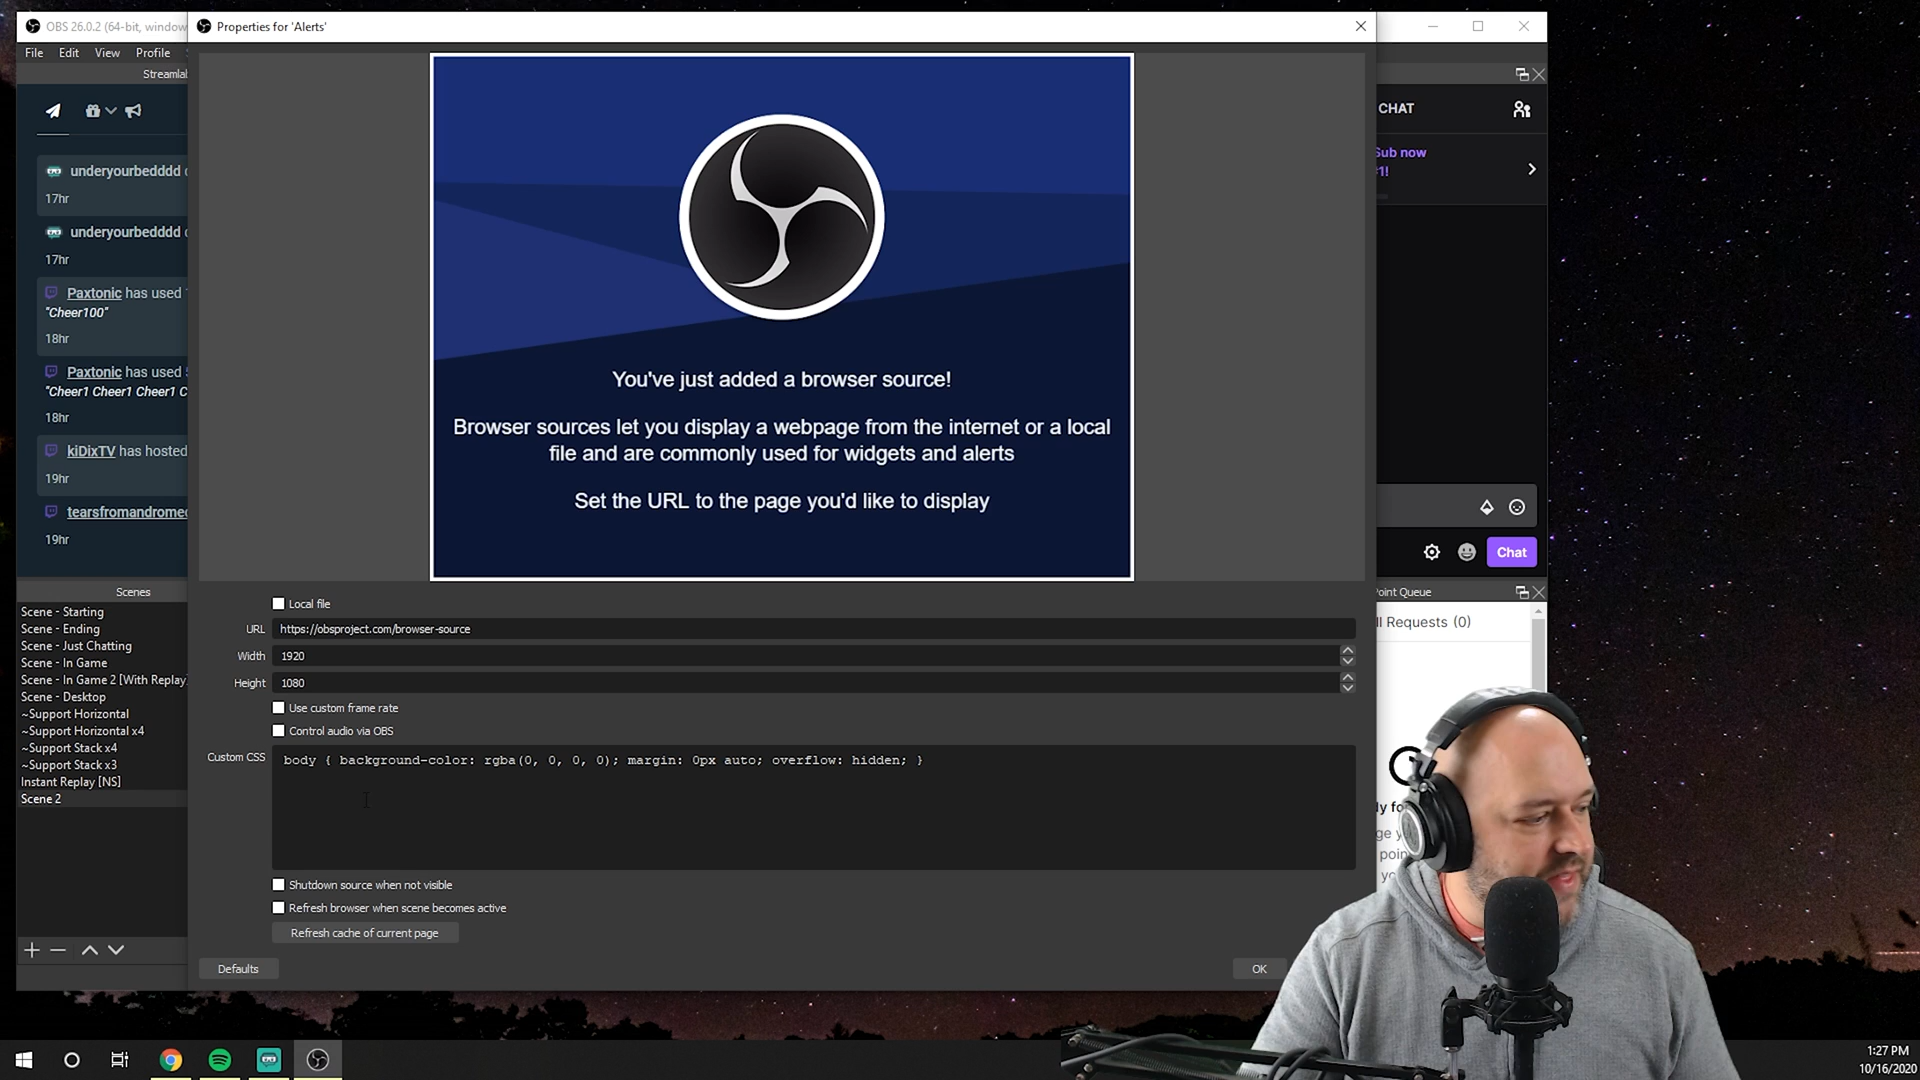 OBS 26.0.2 (64-bit, window
Properties for 'Alerts'
File Edit View Profile
Streamlab
CHAT
Sub now
#1!
underyourbedddd
17hr
underyourbedddd
17hr
Paxtonic has used
"Cheer100"
18hr
Paxtonic has used
"Cheer1 Cheer1 Cheer1 C
18hr
kiDixTV has hosted
19hr
tearsfromandromed
19hr
You've just added a browser source!
Browser sources let you display a webpage from the internet or a local
file and are commonly used for widgets and alerts
Set the URL to the page you'd like to display
Chat
Scenes
Scene - Starting
Scene - Ending
Scene - Just Chatting
Scene - In Game
Scene - In Game 2 [With Replay]
Scene - Desktop
~Support Horizontal
~Support Horizontal x4
~Support Stack x4
~Support Stack x3
Instant Replay [NS]
Scene 2
Local file
URL https://obsproject.com/browser-source
Width 1920
Height 1080
Use custom frame rate
Control audio via OBS
Custom CSS body { background-color: rgba(0, 0, 0, 0); margin: 0px auto; overflow: hidden; }
Shutdown source when not visible
Refresh browser when scene becomes active
Refresh cache of current page
Defaults
OK
Point Queue
ll Requests (0)
1:27 PM
10/16/2020